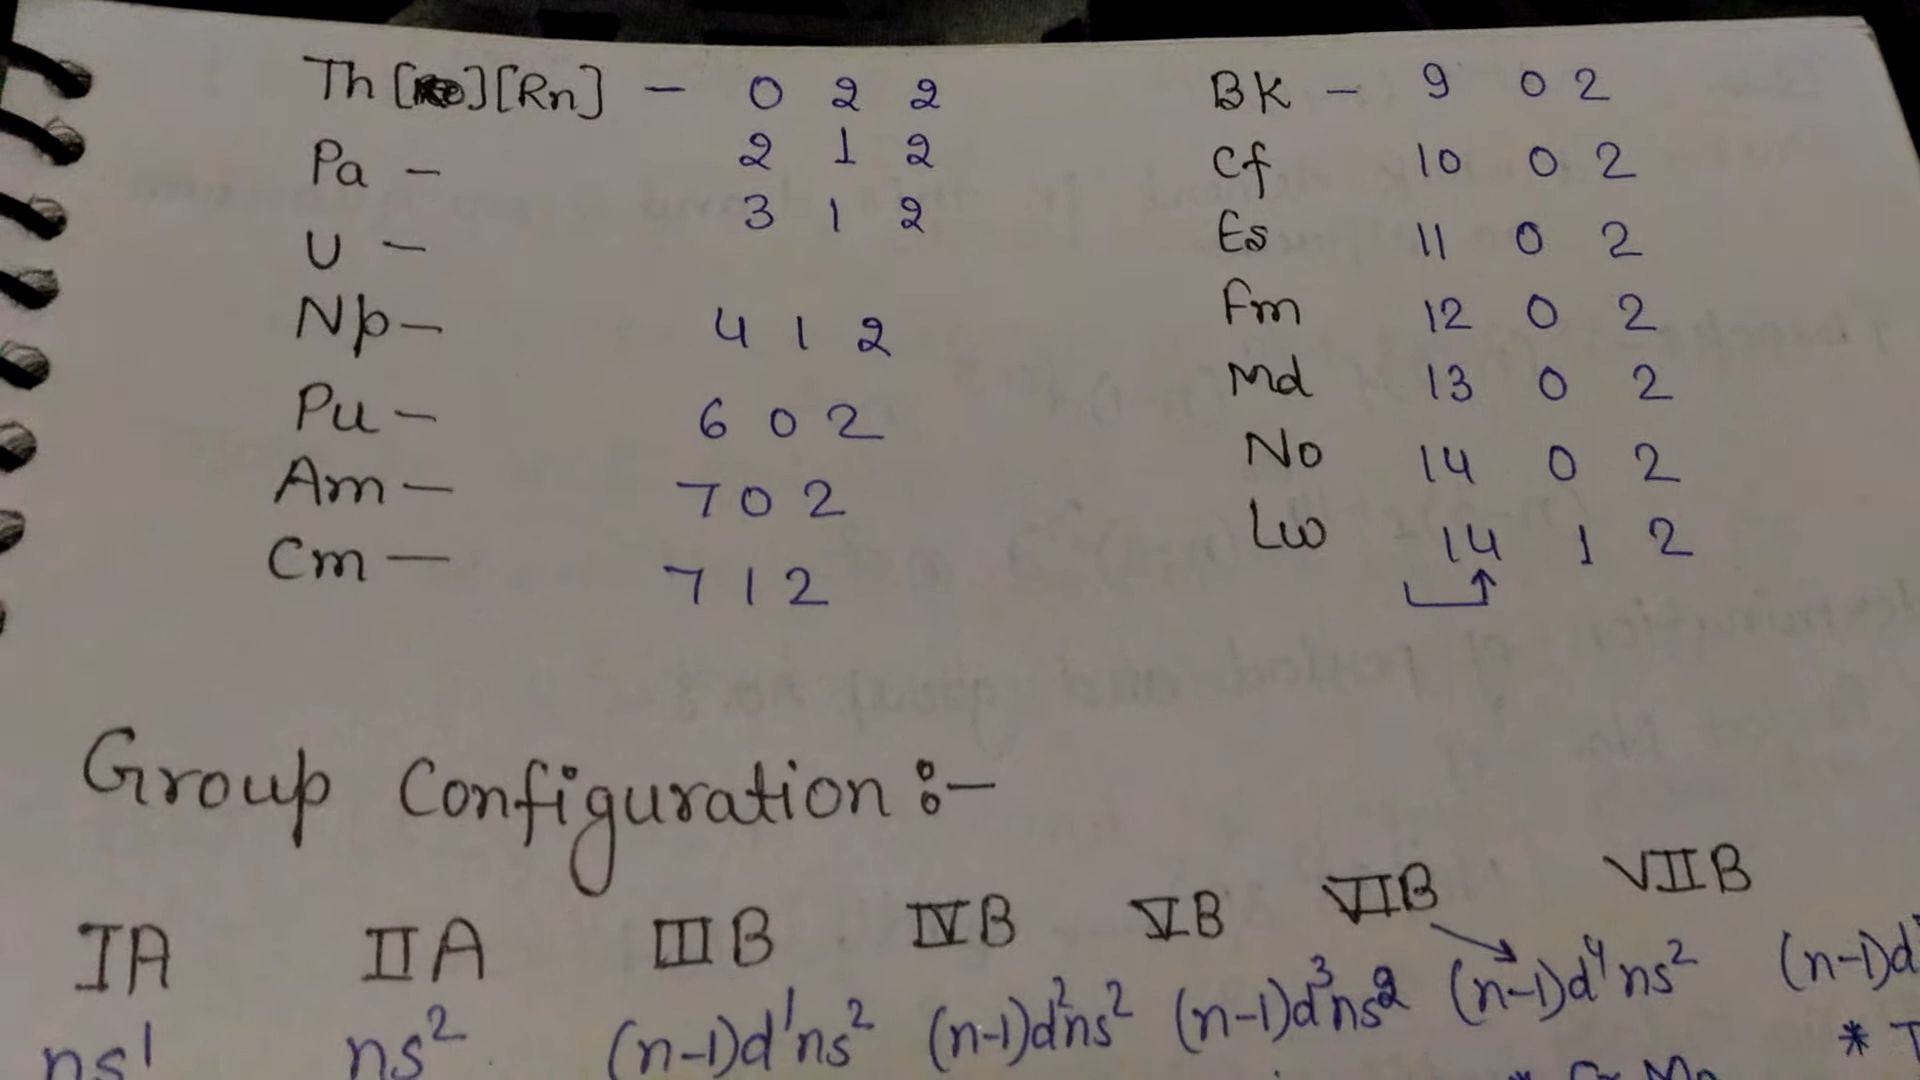 Th [Rn] - 0 2 2
Pa - 2 1 2
U - 3 1 2
Np - 4 1 2
Pu - 6 0 2
Am - 7 0 2
Cm - 7 1 2
BK - 9 0 2
Cf 10 0 2
Es 11 0 2
Fm 12 0 2
Md 13 0 2
No 14 0 2
Lw 14 1 2
Group Configuration :-
IA IIA IIIB IVB VB VIB VIIB
ns¹ ns² (n-1)d¹ns² (n-1)d²ns² (n-1)d³ns² (n-1)d⁴ns² (n-1)d